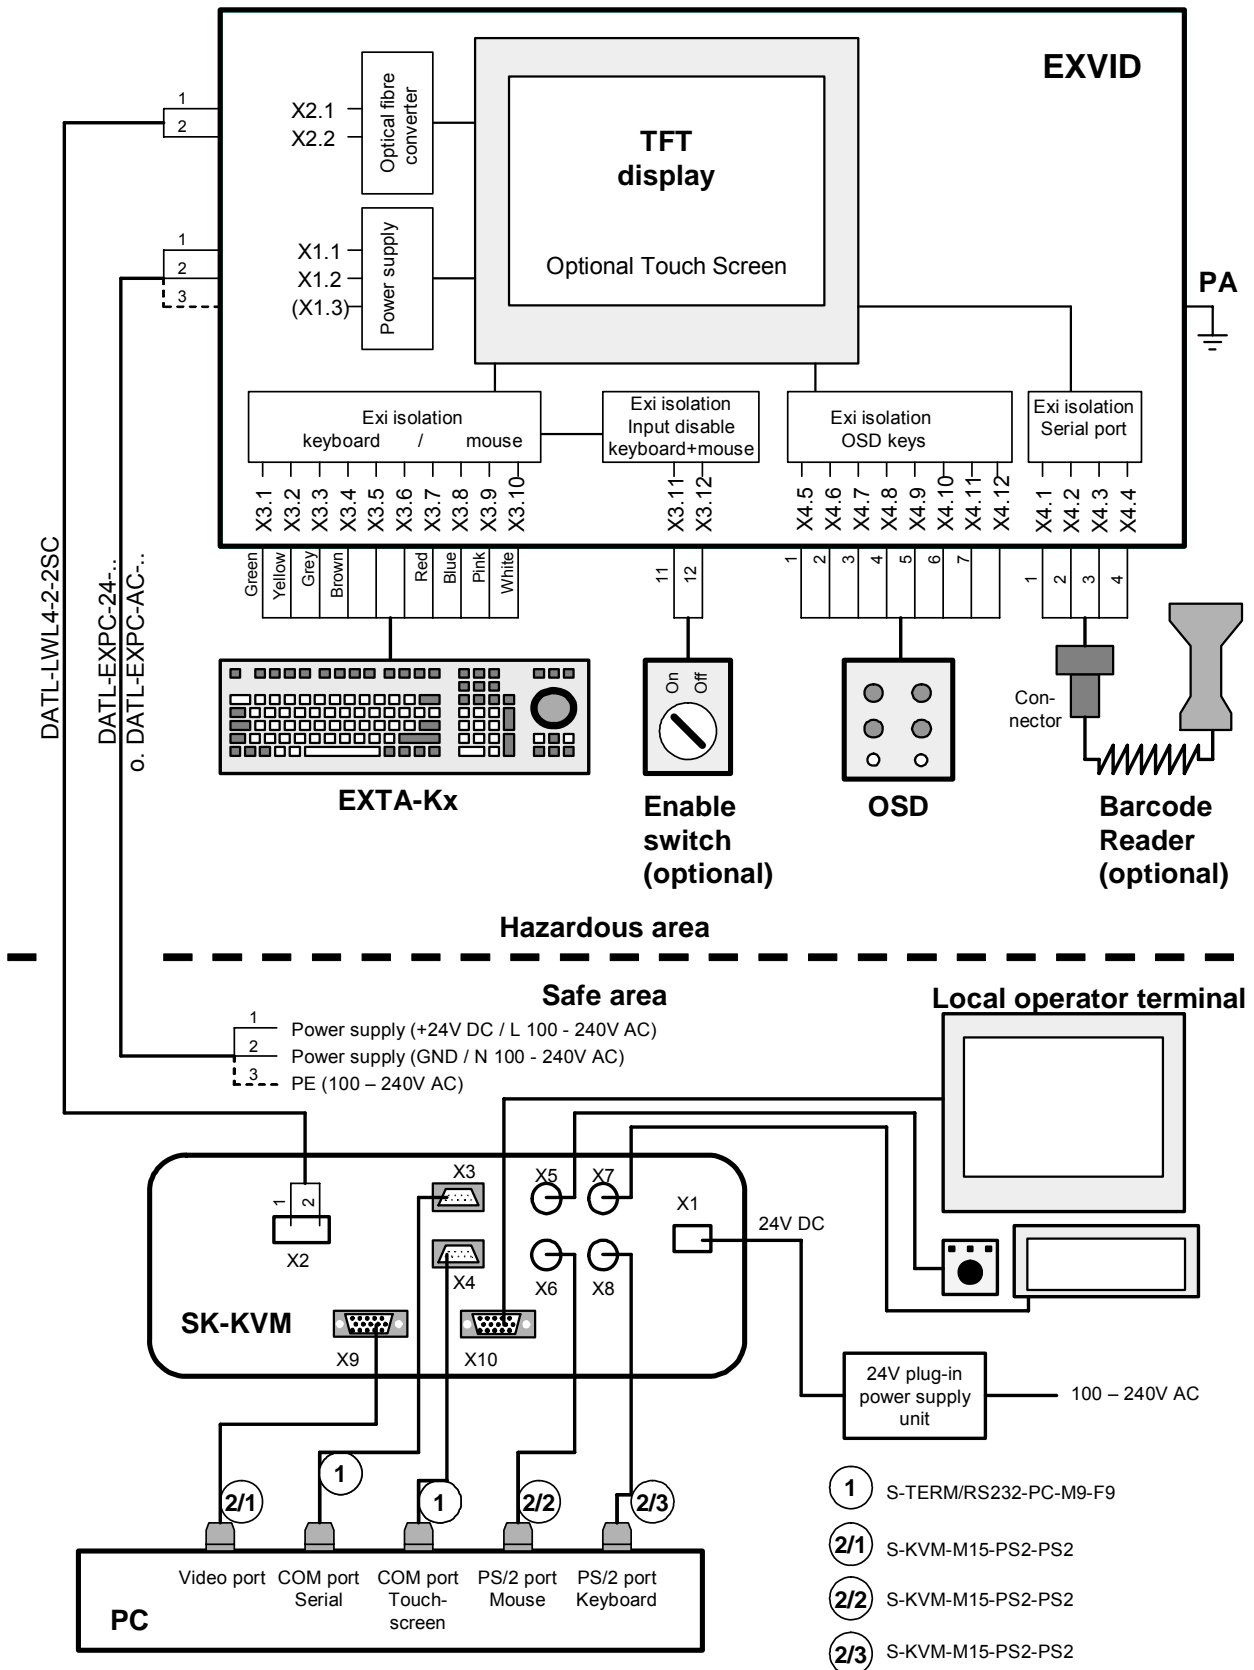 EXVID
1
2
X2.1
X2.2
Optical fibre
converter
TFT
display
Optional Touch Screen
1
2
3
X1.1
X1.2
(X1.3)
Power supply
PA
Exi isolation
keyboard / mouse
Exi isolation
Input disable
keyboard+mouse
Exi isolation
OSD keys
Exi isolation
Serial port
X3.1
X3.2
X3.3
X3.4
X3.5
X3.6
X3.7
X3.8
X3.9
X3.10
X3.11
X3.12
X4.5
X4.6
X4.7
X4.8
X4.9
X4.10
X4.11
X4.12
X4.1
X4.2
X4.3
X4.4
Green
Yellow
Grey
Brown
Red
Blue
Pink
White
11
12
1
2
3
4
5
6
7
1
2
3
4
DATL-LWL4-2-2SC
DATL-EXPC-24-..
o. DATL-EXPC-AC-..
On
Off
Con-
nector
EXTA-Kx
Enable
switch
(optional)
OSD
Barcode
Reader
(optional)
Hazardous area
Safe area
Local operator terminal
1
Power supply (+24V DC / L 100 - 240V AC)
2
Power supply (GND / N 100 - 240V AC)
3
PE (100 – 240V AC)
X3
X5
X7
X1
1
2
X2
X4
X6
X8
24V DC
SK-KVM
X9
X10
24V plug-in
power supply
unit
100 – 240V AC
2/1
1
1
2/2
2/3
Video port
COM port
Serial
COM port
Touch-
screen
PS/2 port
Mouse
PS/2 port
Keyboard
PC
1 S-TERM/RS232-PC-M9-F9
2/1 S-KVM-M15-PS2-PS2
2/2 S-KVM-M15-PS2-PS2
2/3 S-KVM-M15-PS2-PS2